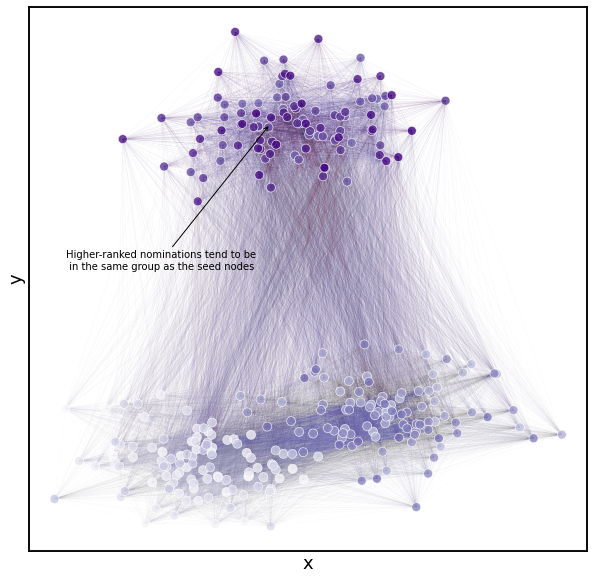 Higher-ranked nominations tend to be
in the same group as the seed nodes
y
x